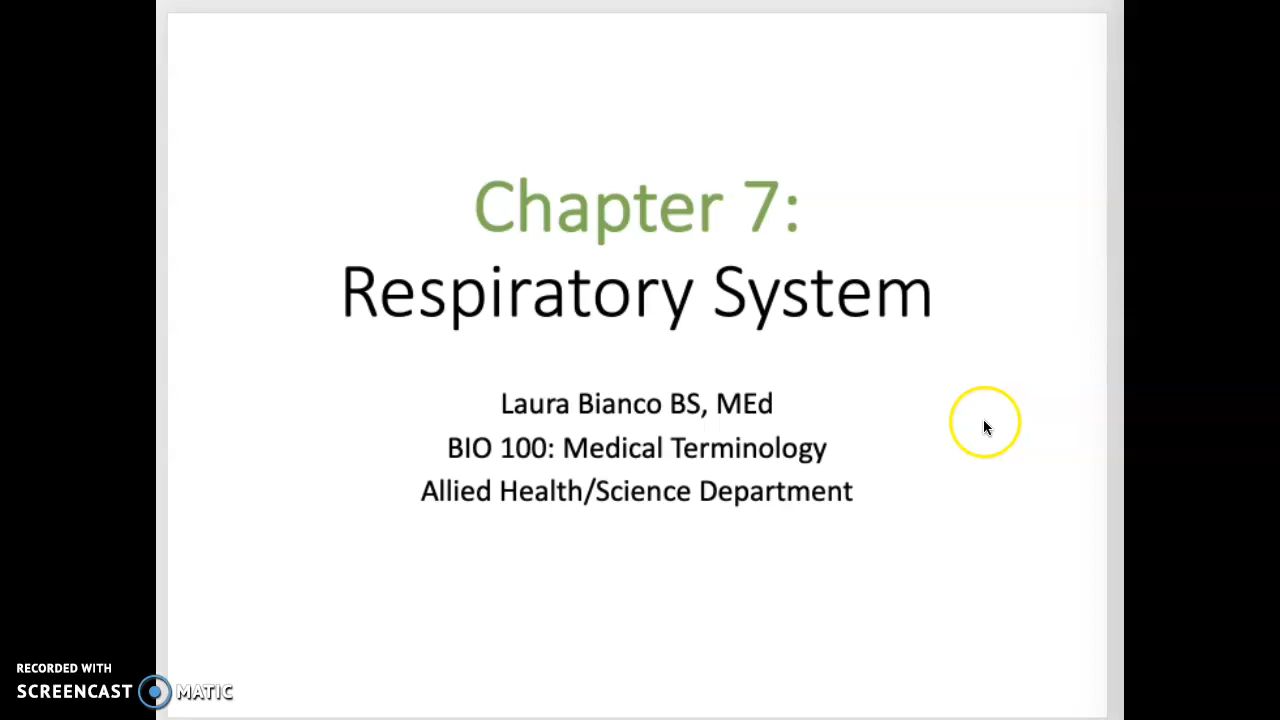 Chapter 7:
Respiratory System
Laura Bianco BS, MEd
BIO 100: Medical Terminology
Allied Health/Science Department
RECORDED WITH
SCREENCAST MATIC